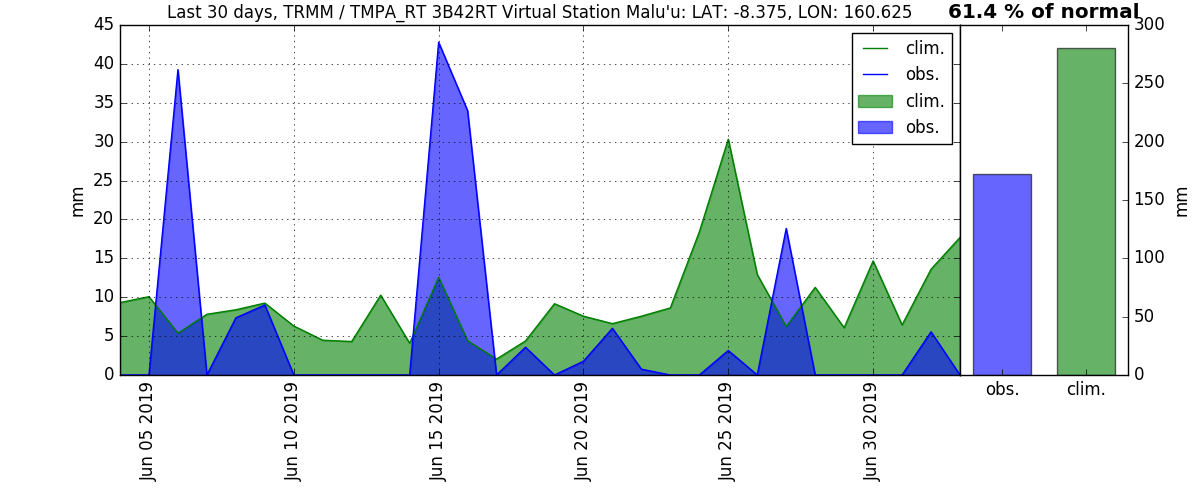 Last 30 days, TRMM / TMPA_RT 3B42RT Virtual Station Malu'u: LAT: -8.375, LON: 160.625
61.4 % of normal
45
40
35
30
25
20
15
10
5
0
mm
clim.
obs.
clim.
obs.
Jun 05 2019
Jun 10 2019
Jun 15 2019
Jun 20 2019
Jun 25 2019
Jun 30 2019
300
250
200
150
100
50
0
mm
obs.
clim.